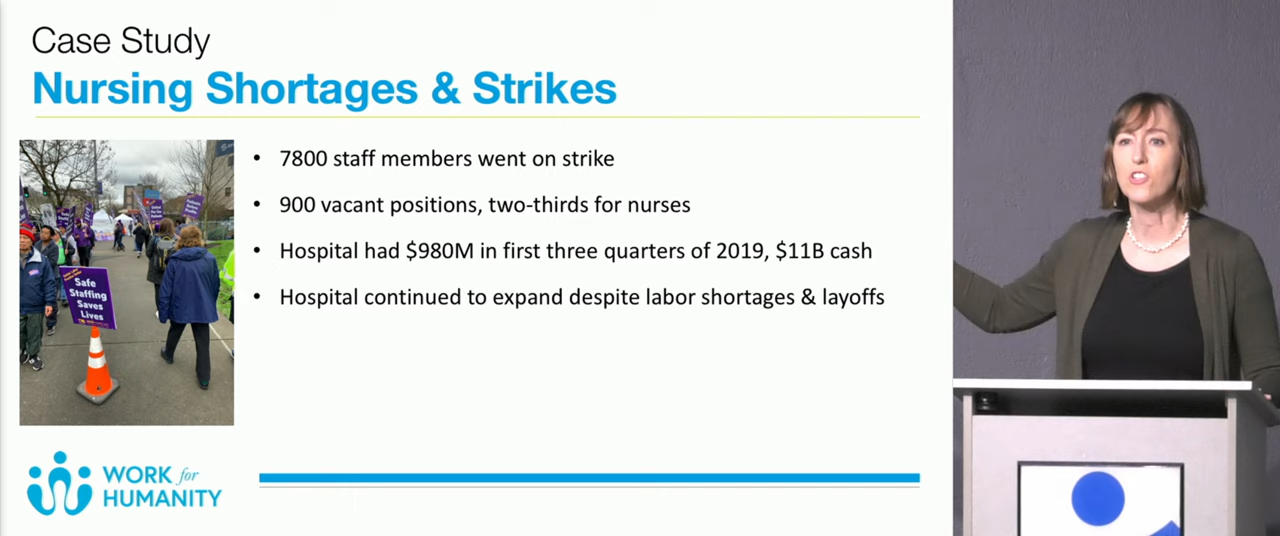 Case Study
Nursing Shortages & Strikes
• 7800 staff members went on strike
• 900 vacant positions, two-thirds for nurses
• Hospital had $980M in first three quarters of 2019, $11B cash
• Hospital continued to expand despite labor shortages & layoffs
Safe
Staffing
Saves
Lives
WORK for
HUMANITY